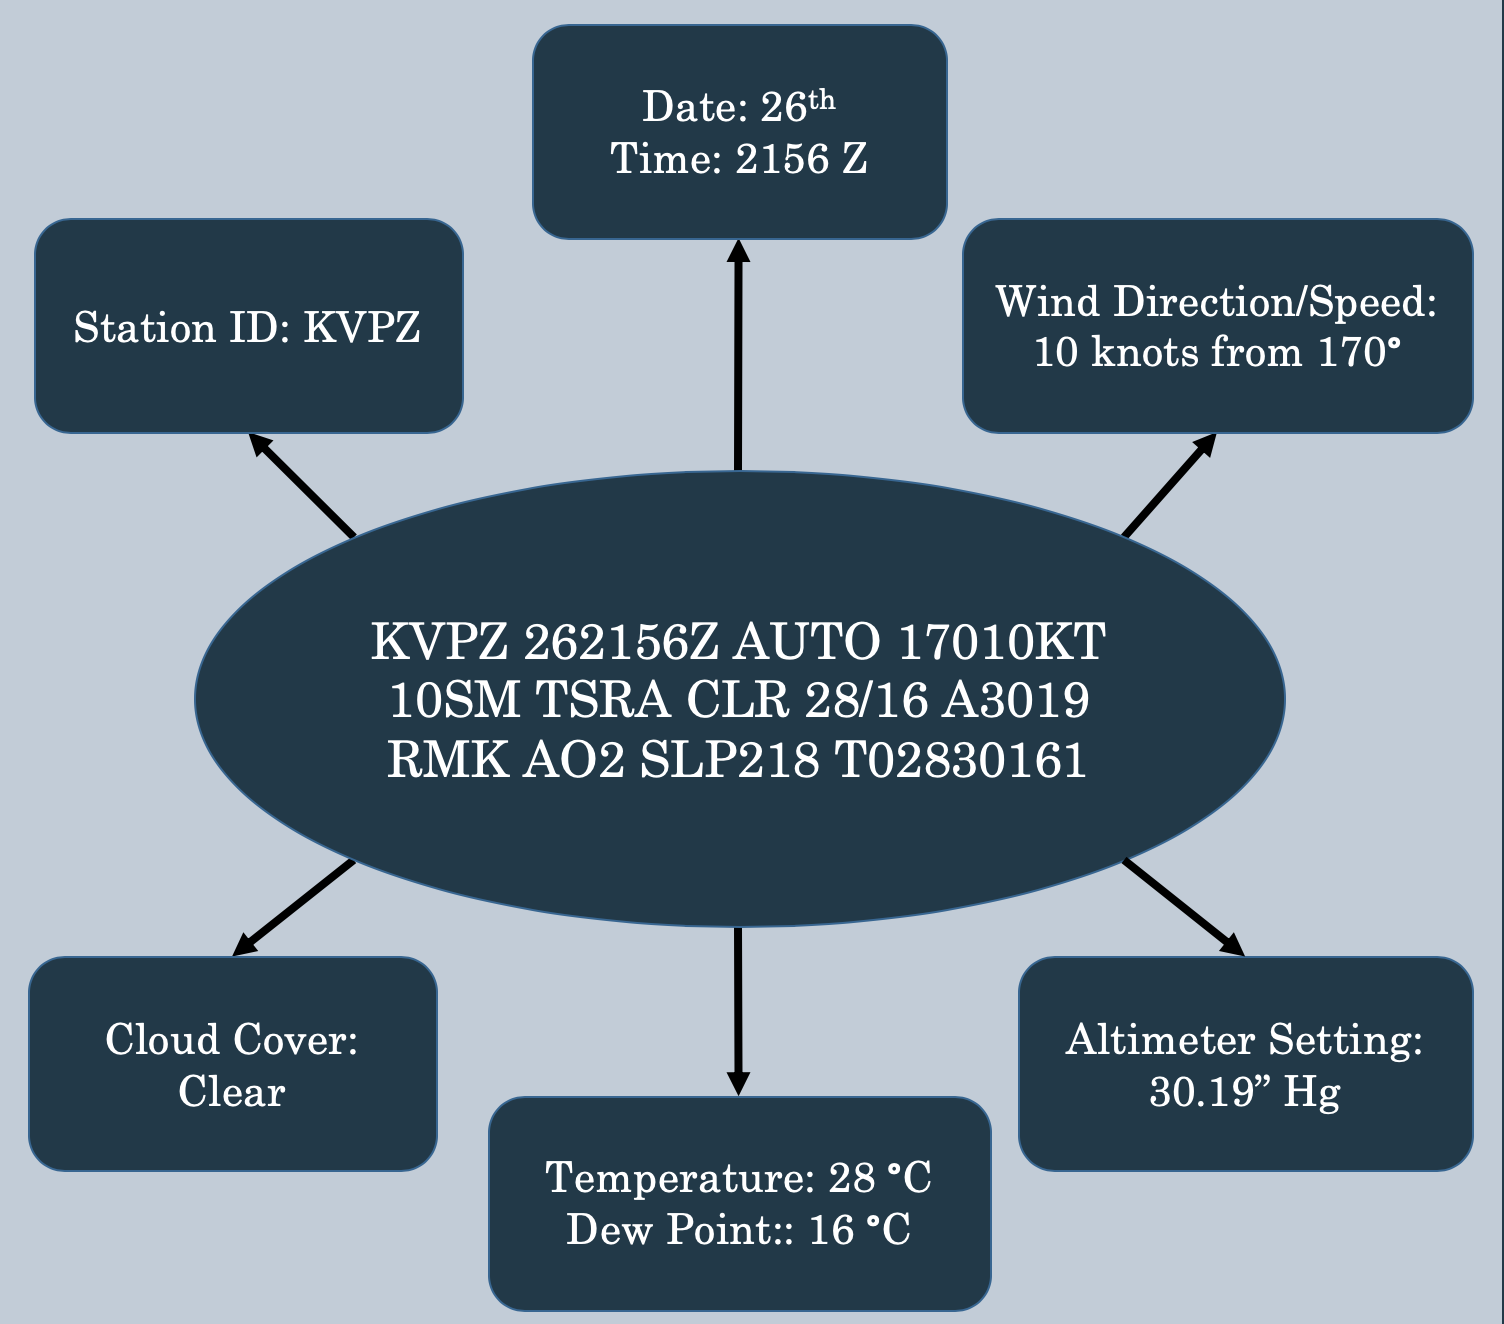 Date: 26th
Time: 2156 Z
Station ID: KVPZ
Wind Direction/Speed:
10 knots from 170°
KVPZ 262156Z AUTO 17010KT
10SM TSRA CLR 28/16 A3019
RMK AO2 SLP218 T02830161
Cloud Cover:
Clear
Temperature: 28 °C
Dew Point:: 16 °C
Altimeter Setting:
30.19” Hg